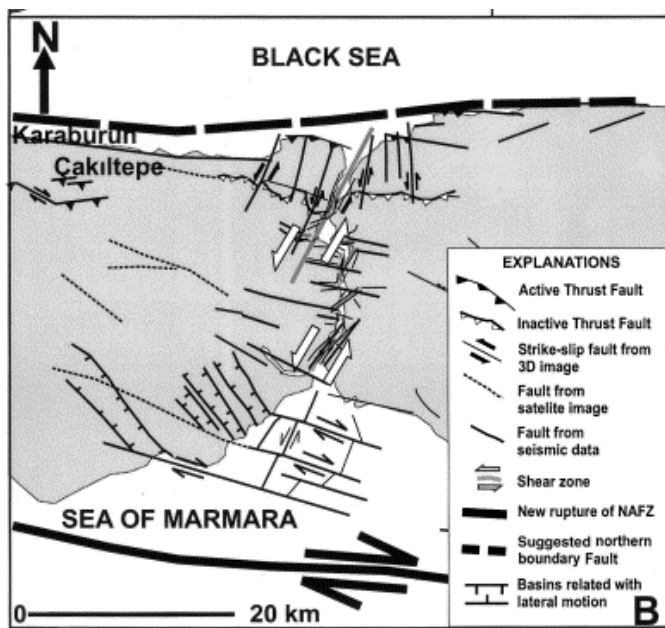 N
BLACK SEA
Karaburun
Çakıltepe
EXPLANATIONS
Active Thrust Fault
Inactive Thrust Fault
Strike-slip fault from
3D image
Fault from
satelite image
Fault from
seismic data
Shear zone
New rupture of NAFZ
Suggested northern
boundary Fault
Basins related with
lateral motion
SEA OF MARMARA
0 20 km
B